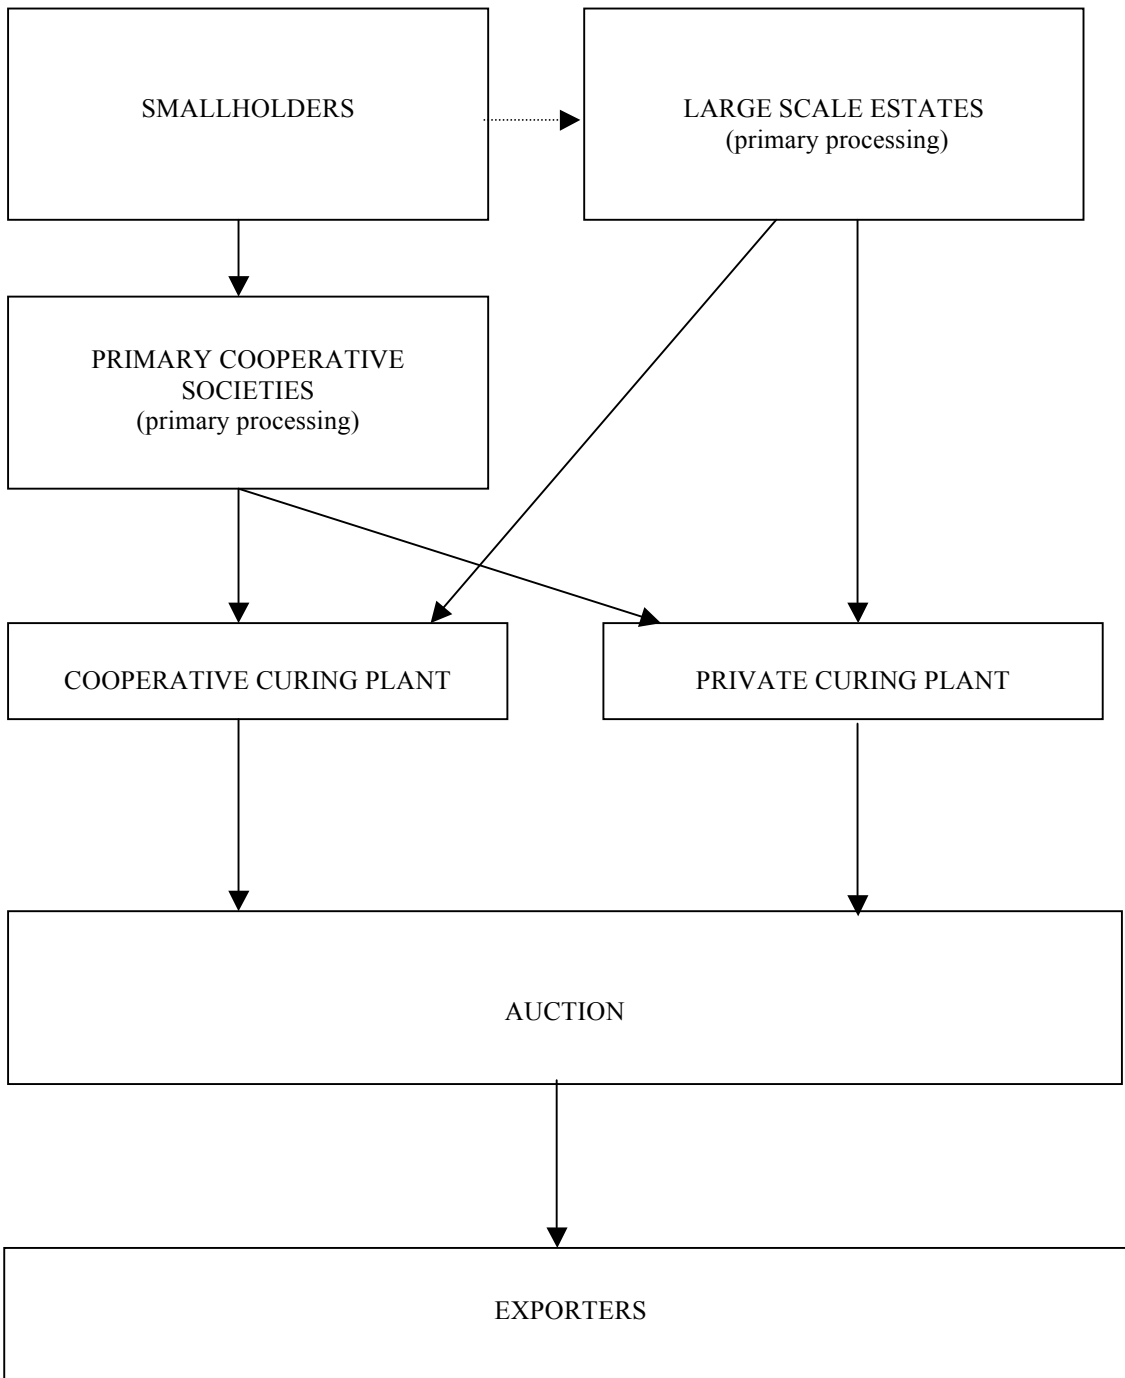 SMALLHOLDERS
LARGE SCALE ESTATES
(primary processing)
PRIMARY COOPERATIVE
SOCIETIES
(primary processing)
COOPERATIVE CURING PLANT
PRIVATE CURING PLANT
AUCTION
EXPORTERS